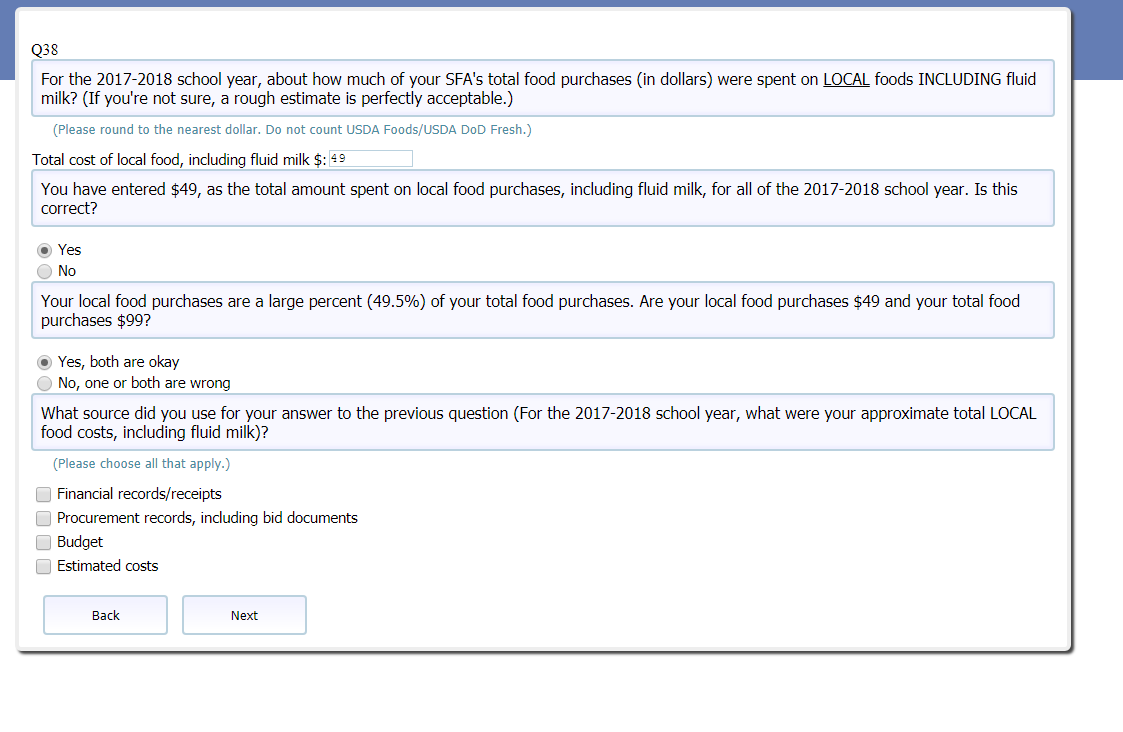 Q38
For the 2017-2018 school year, about how much of your SFA's total food purchases (in dollars) were spent on LOCAL foods INCLUDING fluid
milk? (If you're not sure, a rough estimate is perfectly acceptable.)
(Please round to the nearest dollar. Do not count USDA Foods/USDA DoD Fresh.)
Total cost of local food, including fluid milk $: 49
You have entered $49, as the total amount spent on local food purchases, including fluid milk, for all of the 2017-2018 school year. Is this
correct?
Yes
No
Your local food purchases are a large percent (49.5%) of your total food purchases. Are your local food purchases $49 and your total food
purchases $99?
Yes, both are okay
No, one or both are wrong
What source did you use for your answer to the previous question (For the 2017-2018 school year, what were your approximate total LOCAL
food costs, including fluid milk)?
(Please choose all that apply.)
Financial records/receipts
Procurement records, including bid documents
Budget
Estimated costs
Back Next